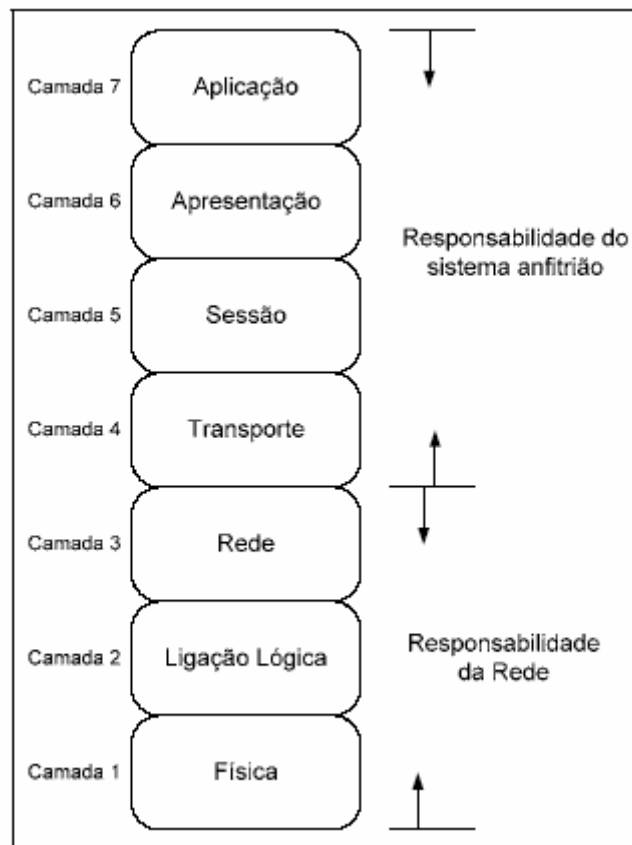 Camada 7
Aplicação
Camada 6
Apresentação
Responsabilidade do
sistema anfitrião
Camada 5
Sessão
Camada 4
Transporte
Camada 3
Rede
Camada 2
Ligação Lógica
Responsabilidade
da Rede
Camada 1
Física